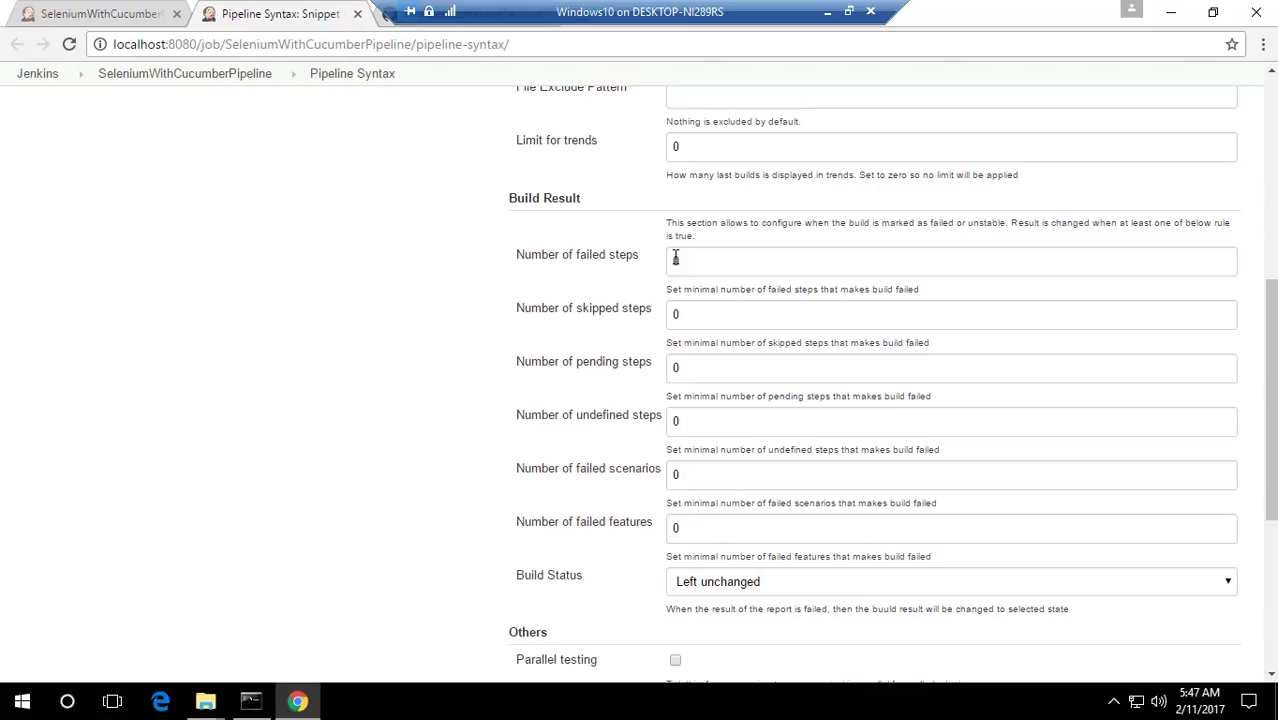 SeleniumWithCucumber
Pipeline Syntax: Snippet
Windows10 on DESKTOP-NI289RS
localhost:8080/job/SeleniumWithCucumberPipeline/pipeline-syntax/
Jenkins
SeleniumWithCucumberPipeline
Pipeline Syntax
File Exclude Pattern
Nothing is excluded by default.
Limit for trends
0
How many last builds is displayed in trends. Set to zero so no limit will be applied
Build Result
This section allows to configure when the build is marked as failed or unstable. Result is changed when at least one of below rule
is true.
Number of failed steps
Set minimal number of failed steps that makes build failed
Number of skipped steps
0
Set minimal number of skipped steps that makes build failed
Number of pending steps
0
Set minimal number of pending steps that makes build failed
Number of undefined steps
0
Set minimal number of undefined steps that makes build failed
Number of failed scenarios
0
Set minimal number of failed scenarios that makes build failed
Number of failed features
0
Set minimal number of failed features that makes build failed
Build Status
Left unchanged
When the result of the report is failed, then the buuld result will be changed to selected state
Others
Parallel testing
5:47 AM
2/11/2017